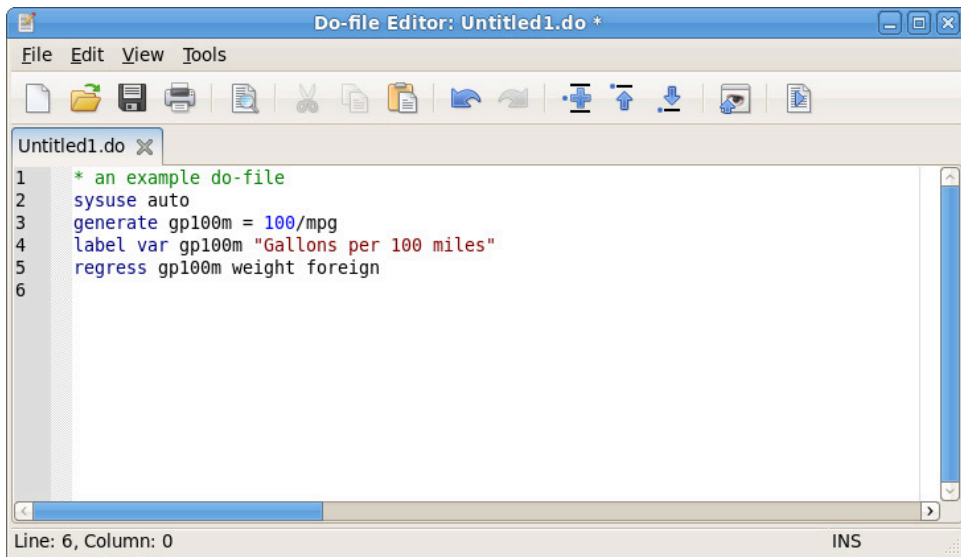 Do-file Editor: Untitled1.do *
File Edit View Tools
Untitled1.do
1 * an example do-file
2 sysuse auto
3 generate gp100m = 100/mpg
4 label var gp100m "Gallons per 100 miles"
5 regress gp100m weight foreign
6
Line: 6, Column: 0 INS